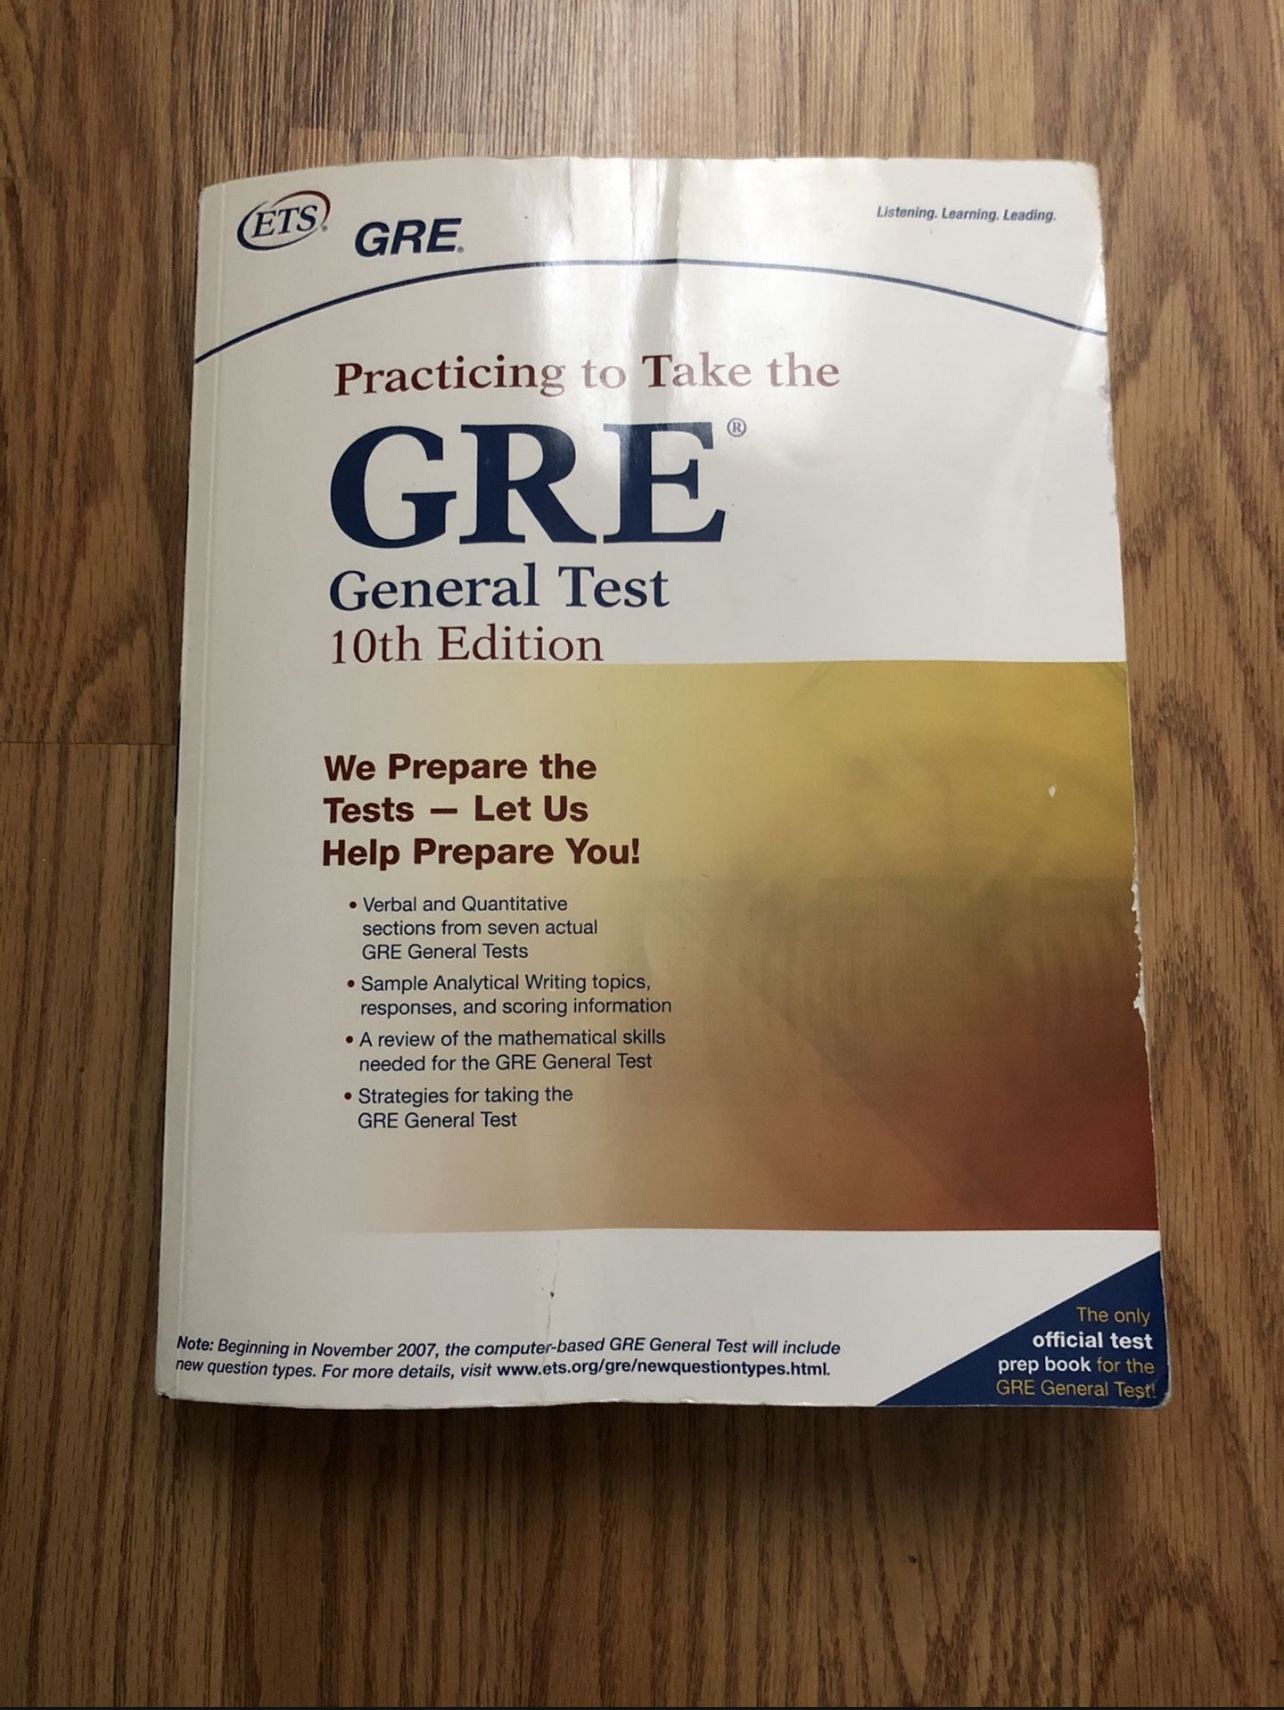 ETS®
GRE®
Listening. Learning. Leading.
Practicing to Take the
GRE®
General Test
10th Edition
We Prepare the
Tests — Let Us
Help Prepare You!
• Verbal and Quantitative
sections from seven actual
GRE General Tests
• Sample Analytical Writing topics,
responses, and scoring information
• A review of the mathematical skills
needed for the GRE General Test
• Strategies for taking the
GRE General Test
Note: Beginning in November 2007, the computer-based GRE General Test will include
new question types. For more details, visit www.ets.org/gre/newquestiontypes.html.
The only
official test
prep book for the
GRE General Test!